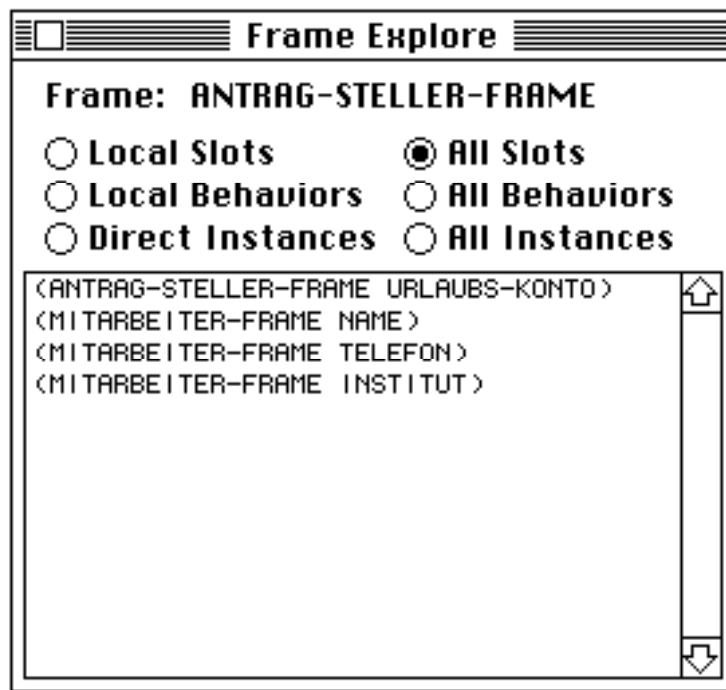 Frame Explore
Frame: ANTRAG-STELLER-FRAME
Local Slots All Slots
Local Behaviors All Behaviors
Direct Instances All Instances
(ANTRAG-STELLER-FRAME URLAUBS-KONTO)
(MITARBEITER-FRAME NAME)
(MITARBEITER-FRAME TELEFON)
(MITARBEITER-FRAME INSTITUT)